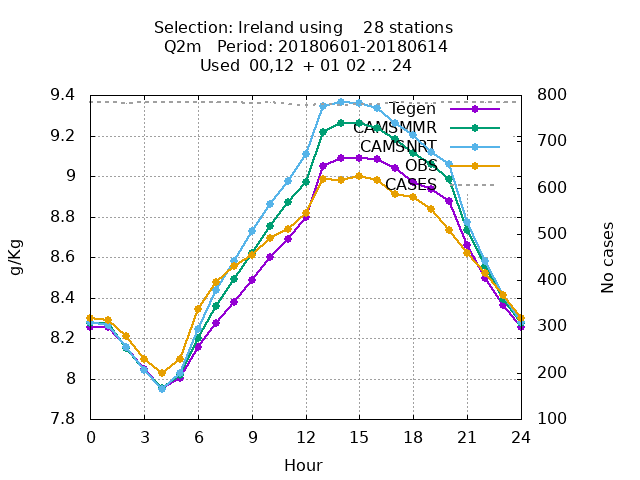 Selection: Ireland using 28 stations
Q2m Period: 20180601-20180614
Used 00,12 + 01 02 ... 24
9.4
9.2
9
8.8
8.6
8.4
8.2
8
7.8
800
700
600
500
400
300
200
100
g/Kg
No cases
Tegen
CAMSMMR
CAMSNRT
OBS
CASES
0 3 6 9 12 15 18 21 24
Hour